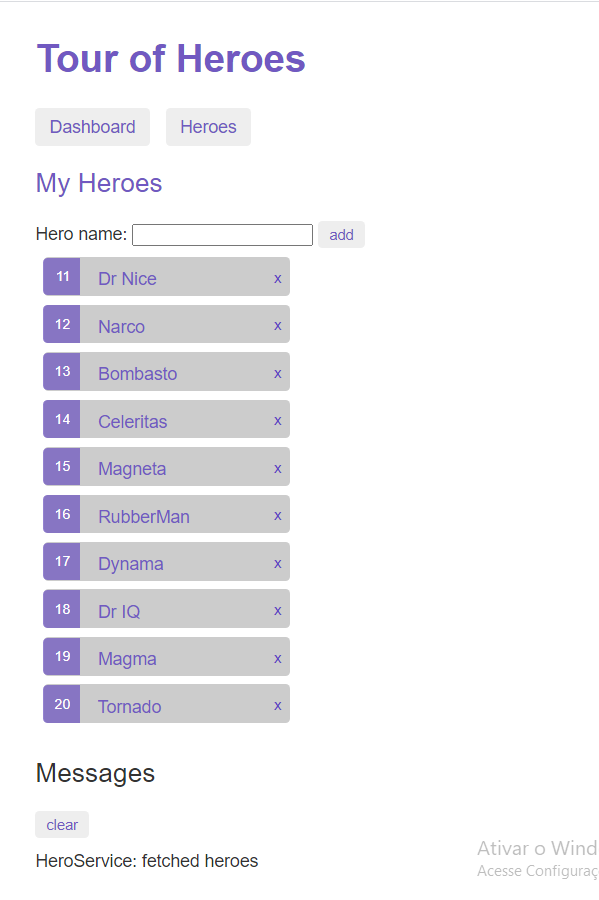 Tour of Heroes
Dashboard Heroes
My Heroes
Hero name: add
11 Dr Nice x
12 Narco x
13 Bombasto x
14 Celeritas x
15 Magneta x
16 RubberMan x
17 Dynama x
18 Dr IQ x
19 Magma x
20 Tornado x
Messages
clear
HeroService: fetched heroes
Ativar o Wind
Acesse Configuraç